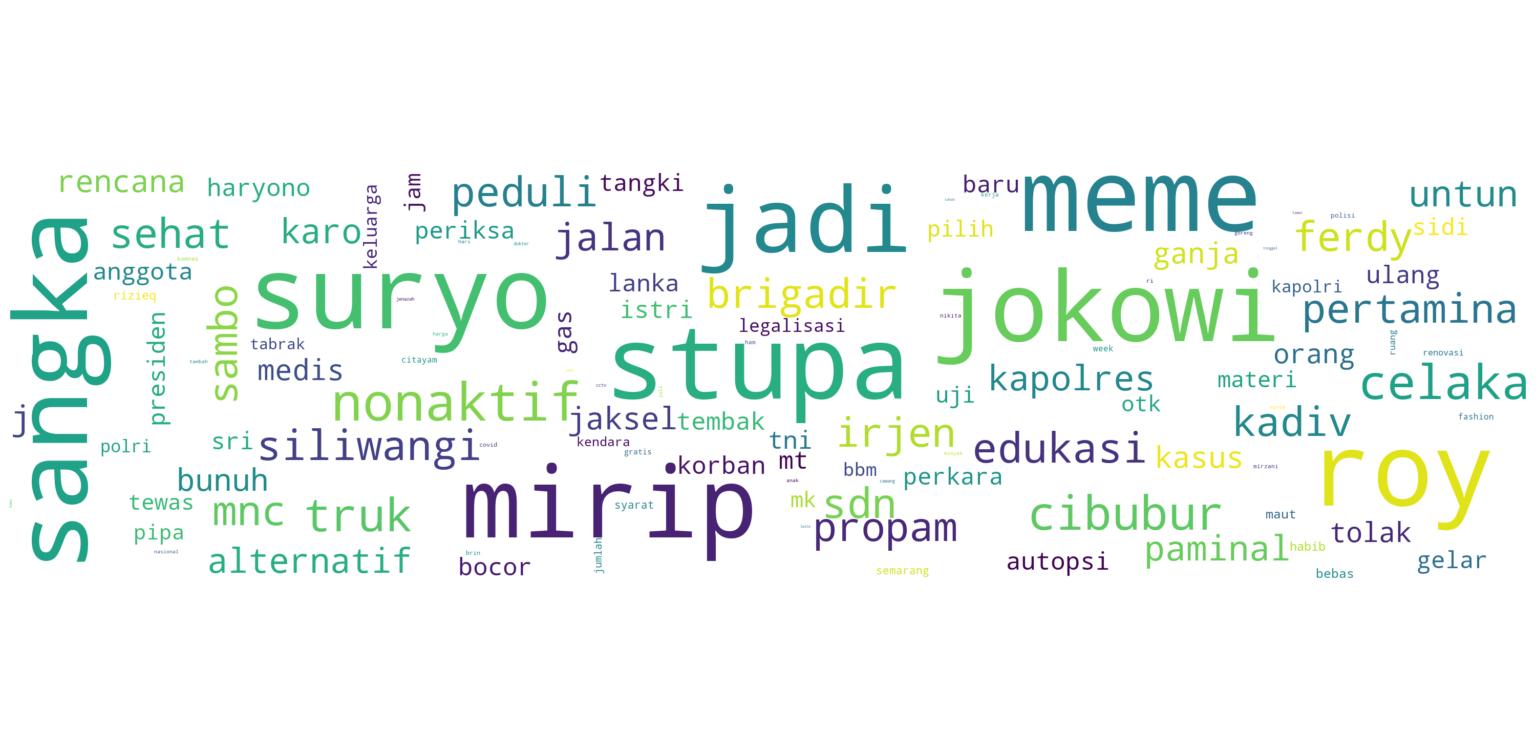 rencana
haryono
keluarga
jam
peduli
tangki
jadi
baru
meme
untun
sangka
sehat
karo
periksa
jalan
pilih
polisi
ferdy
sidi
ganja
anggota
rizieq
suryo
lanka
istri
brigadir
legalisasi
jokowi
kapolri
ulang
pertamina
presiden
sambo
tabrak
medis
citayam
gas
stupa
nikita
ri
week
orang
ruang
renovasi
nonaktif
uji
kapolres
otk
materi
celaka
fashion
j
polri
sri
siliwangi
covid
jaksel
kendara
gratis
tembak
tni
irjen
edukasi
kasus
mirzani
kadiv
roy
bunuh
korban
mt
bbm
perkara
tewas
mnc
truk
mirip
syarat
mk
sdn
propam
cibubur
maut
tolak
pipa
nasional
alternatif
bocor
brin
jumlah
semarang
autopsi
paminal
habib
bebas
gelar